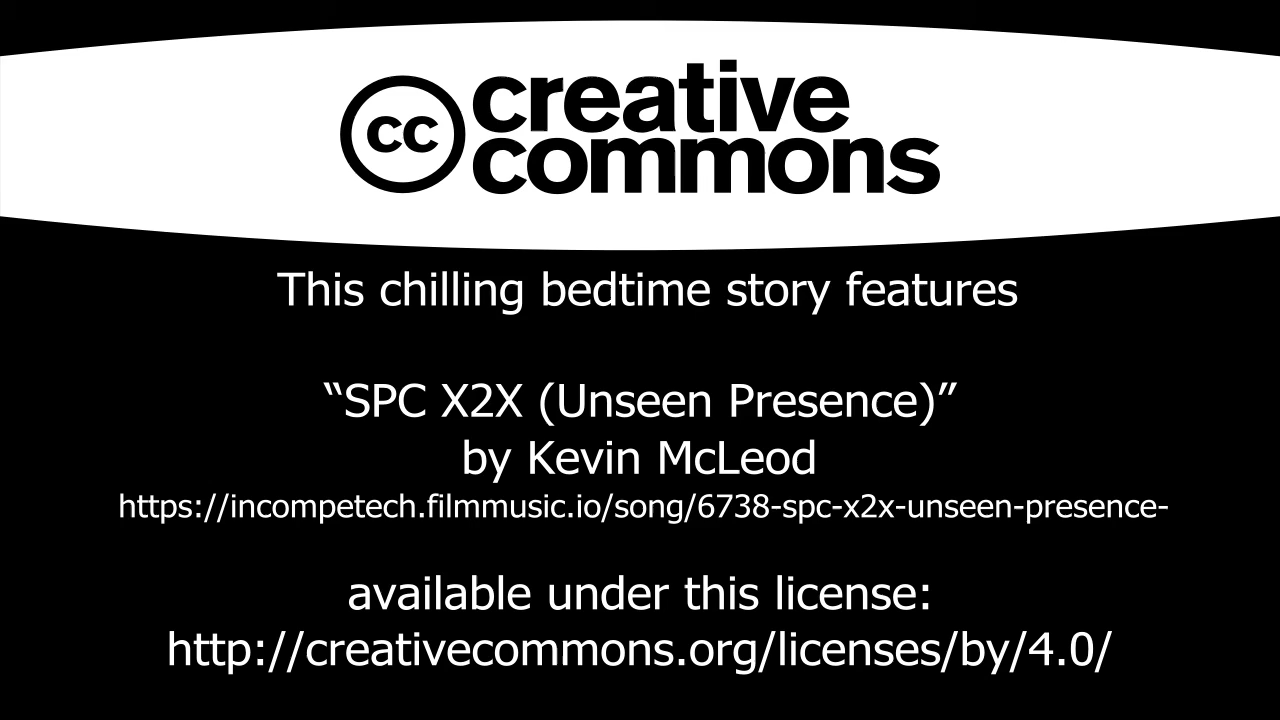 cc creative
commons
This chilling bedtime story features
“SPC X2X (Unseen Presence)”
by Kevin McLeod
https://incompetech.filmmusic.io/song/6738-spc-x2x-unseen-presence-
available under this license:
http://creativecommons.org/licenses/by/4.0/